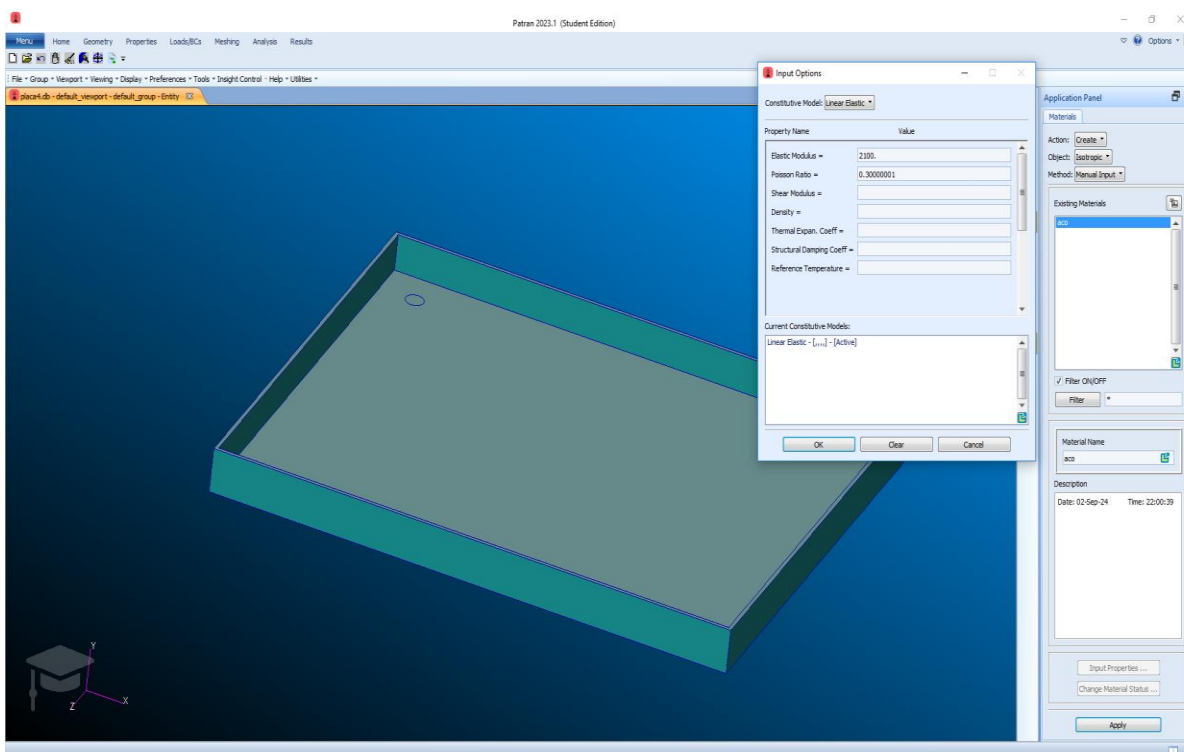 Patran 2023.1 (Student Edition)
Menu Home Geometry Properties Loads/BCs Meshing Analysis Results
Options
File Group Viewport Viewing Display Preferences Tools Insight Control Help Utilities
placa4.db - default_viewport - default_group - Entity
Input Options
Constitutive Model: Linear Elastic
Property Name Value
Elastic Modulus = 2100.
Poisson Ratio = 0.30000001
Shear Modulus =
Density =
Thermal Expan. Coeff =
Structural Damping Coeff =
Reference Temperature =
Current Constitutive Models:
Linear Elastic - [,,,,] - [Active]
OK Clear Cancel
Application Panel
Materials
Action: Create
Object: Isotropic
Method: Manual Input
Existing Materials
aco
Filter ON/OFF
Filter *
Material Name
aco
Description
Date: 02-Sep-24 Time: 22:00:39
Input Properties ...
Change Material Status ...
Apply
Y
X
Z